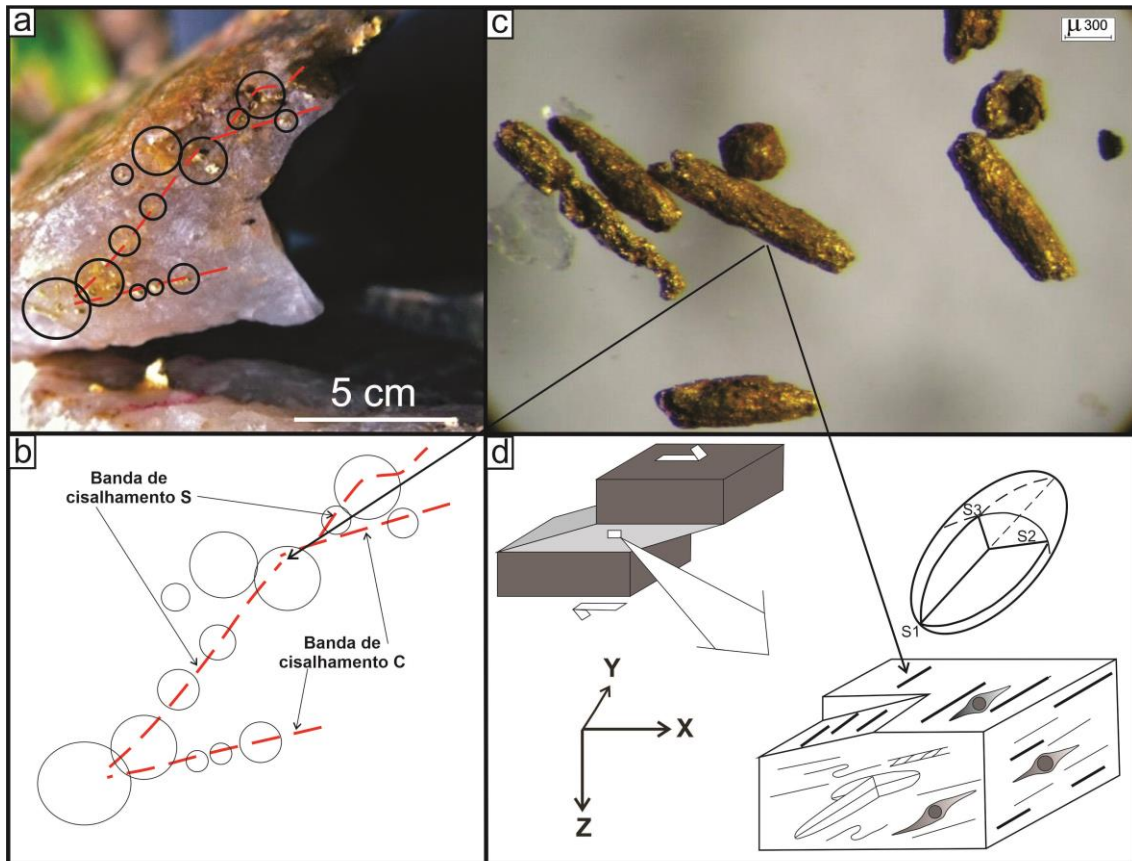 a
5 cm
b
Banda de
cisalhamento S
Banda de
cisalhamento C
c
µ 300
d
S3
S2
S1
Y
X
Z